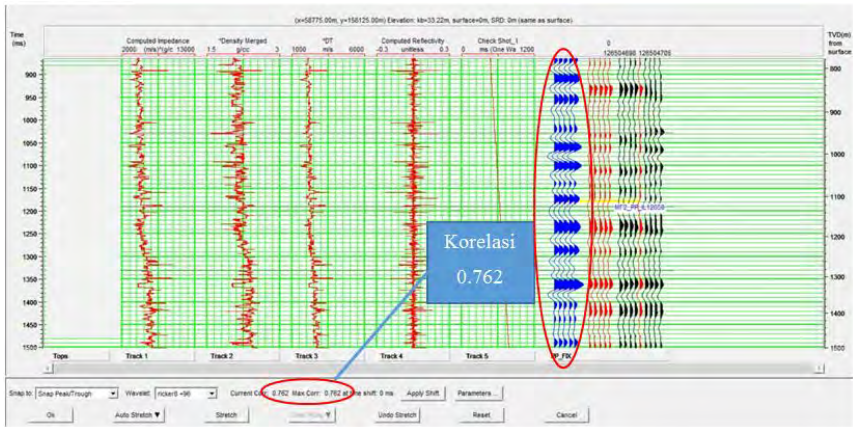 (x=58775.00m, y=158125.00m) Elevation: kb=33.22m, surface=0m, SRD: 0m (same as surface)
Time
(ms)
TVD(m)
from
surface
Computed Impedance
2000 (m/s)*(g/c 13000
*Density Merged
1.5 g/cc 3
*DT
1000 m/s 6000
Computed Reflectivity
-0.3 unitless 0.3
Check Shot_1
0 ms (One Wa 1200
0
126504698 126504705
900
950
1000
1050
1100
1150
1200
1250
1300
1350
1400
1450
1500
800
900
1000
1100
1200
1300
1400
1500
Korelasi
0.762
Tops
Track 1
Track 2
Track 3
Track 4
Track 5
PP_FIX
Snap to: Snap Peak/Trough
Wavelet: ricker8 +90
Current Corr: 0.762 Max Corr: 0.762 at time shift: 0 ms
Apply Shift
Parameters ...
Ok
Auto Stretch
Stretch
Undo Stretch
Reset
Cancel